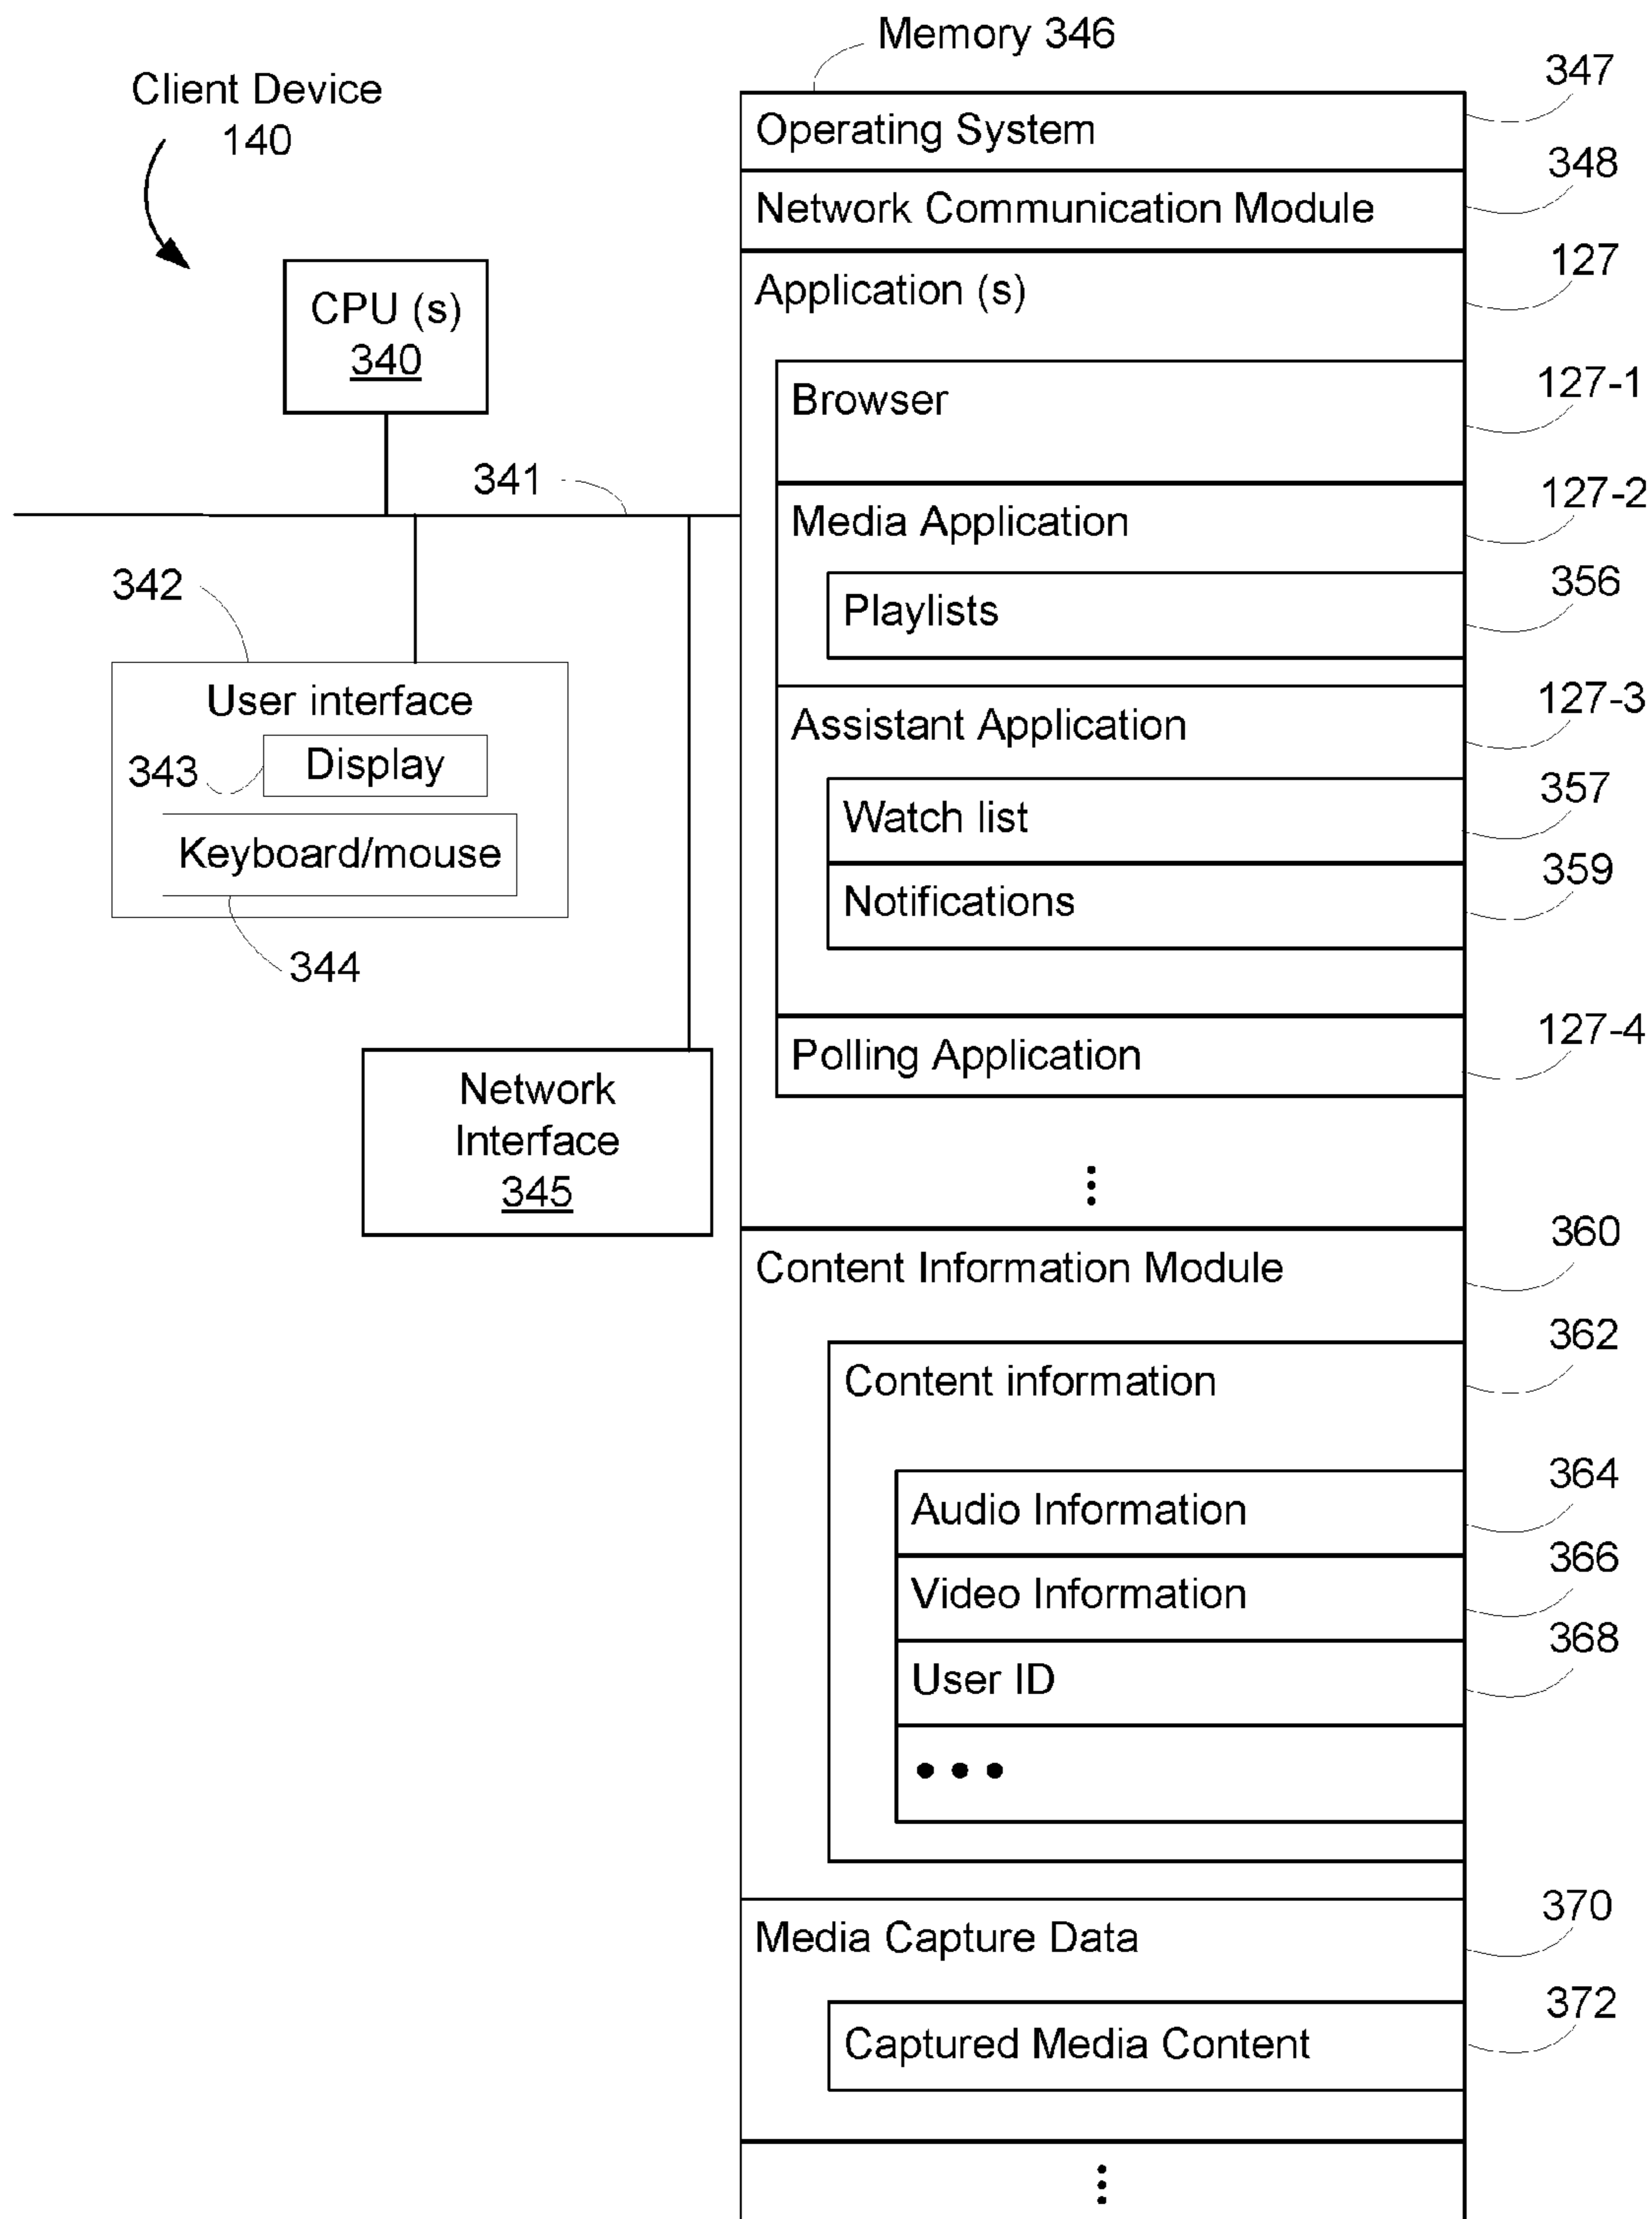 Memory 346
Client Device
140
CPU (s)
340
341
342
User interface
343
Display
Keyboard/mouse
344
Network
Interface
345
Operating System
347
Network Communication Module
348
Application (s)
127
Browser
127-1
Media Application
127-2
Playlists
356
Assistant Application
127-3
Watch list
357
Notifications
359
Polling Application
127-4
Content Information Module
360
Content information
362
Audio Information
364
Video Information
366
User ID
368
Media Capture Data
370
Captured Media Content
372